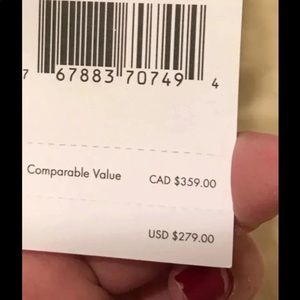 7 67883 70749 4
Comparable Value CAD $359.00
USD $279.00